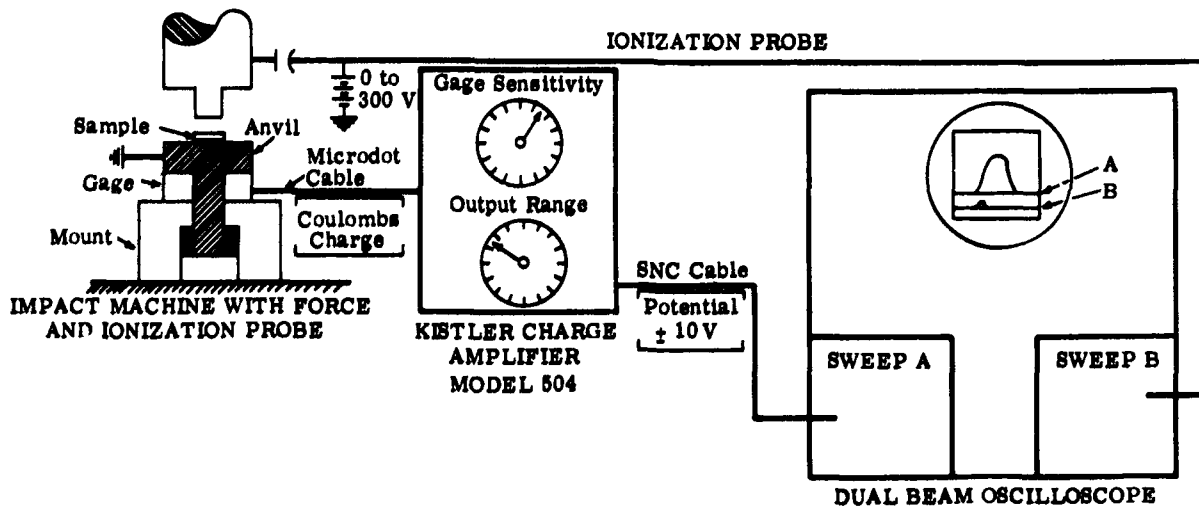 IONIZATION PROBE
0 to
300 V
Gage Sensitivity
Sample
Anvil
Microdot
Cable
Gage
Coulombs
Charge
Output Range
Mount
A
B
SNC Cable
Potential
± 10 V
IMPACT MACHINE WITH FORCE
AND IONIZATION PROBE
KISTLER CHARGE
AMPLIFIER
MODEL 504
SWEEP A
SWEEP B
DUAL BEAM OSCILLOSCOPE